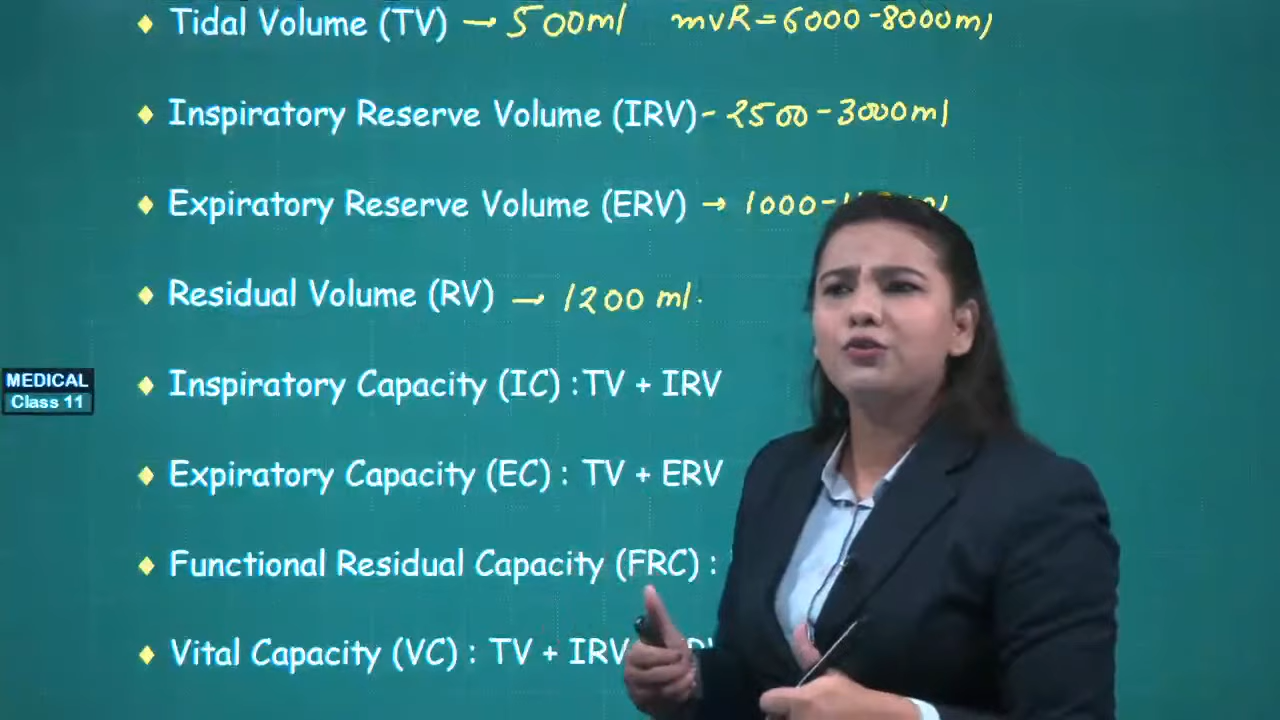 ♦ Tidal Volume (TV) → 500ml mvR = 6000-8000ml
♦ Inspiratory Reserve Volume (IRV) - 2500-3000ml
♦ Expiratory Reserve Volume (ERV) → 1000-
♦ Residual Volume (RV) → 1200 ml.
MEDICAL
Class 11
♦ Inspiratory Capacity (IC) : TV + IRV
♦ Expiratory Capacity (EC) : TV + ERV
♦ Functional Residual Capacity (FRC) :
♦ Vital Capacity (VC) : TV + IRV